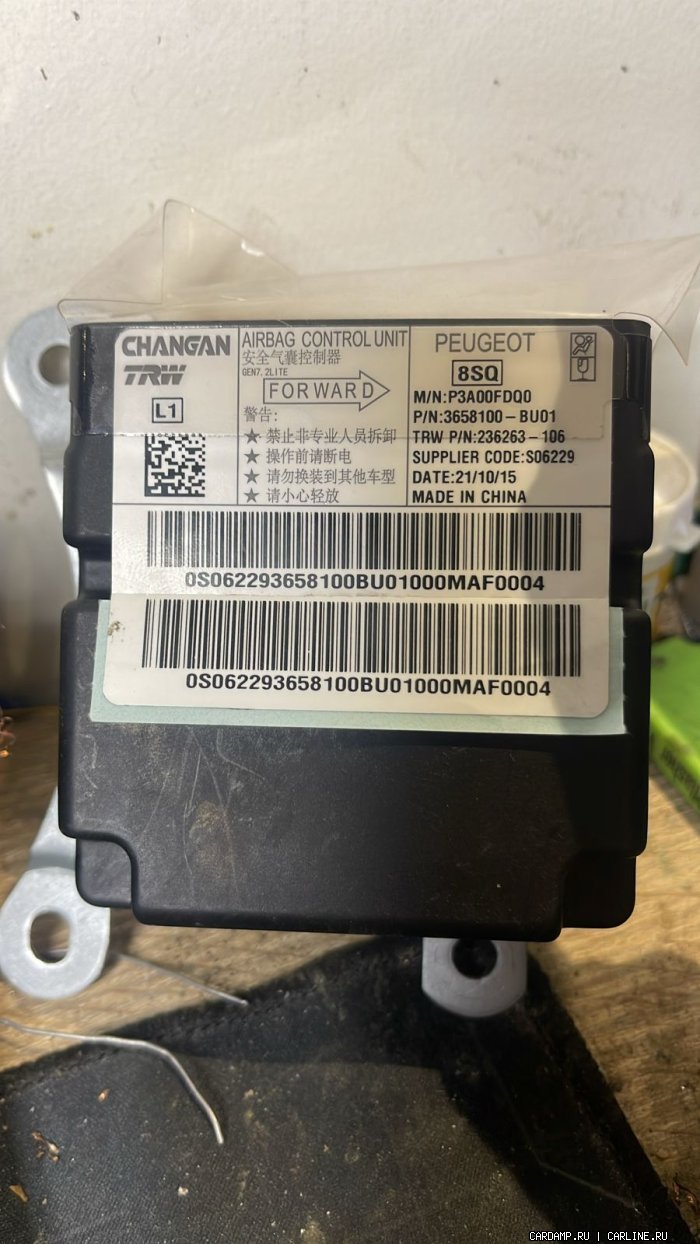 CHANGAN
TRW
L1
AIRBAG CONTROL UNIT
安全气囊控制器
GEN7.2LITE
FORWARD
警告:
★ 禁止非专业人员拆卸
★ 操作前请断电
★ 请勿换装到其他车型
★ 请小心轻放
PEUGEOT
8SQ
M/N:P3A00FDQ0
P/N:3658100-BU01
TRW P/N:236263-106
SUPPLIER CODE:S06229
DATE:21/10/15
MADE IN CHINA
0S062293658100BU01000MAF0004
0S062293658100BU01000MAF0004
CARDAMP.RU | CARLINE.RU